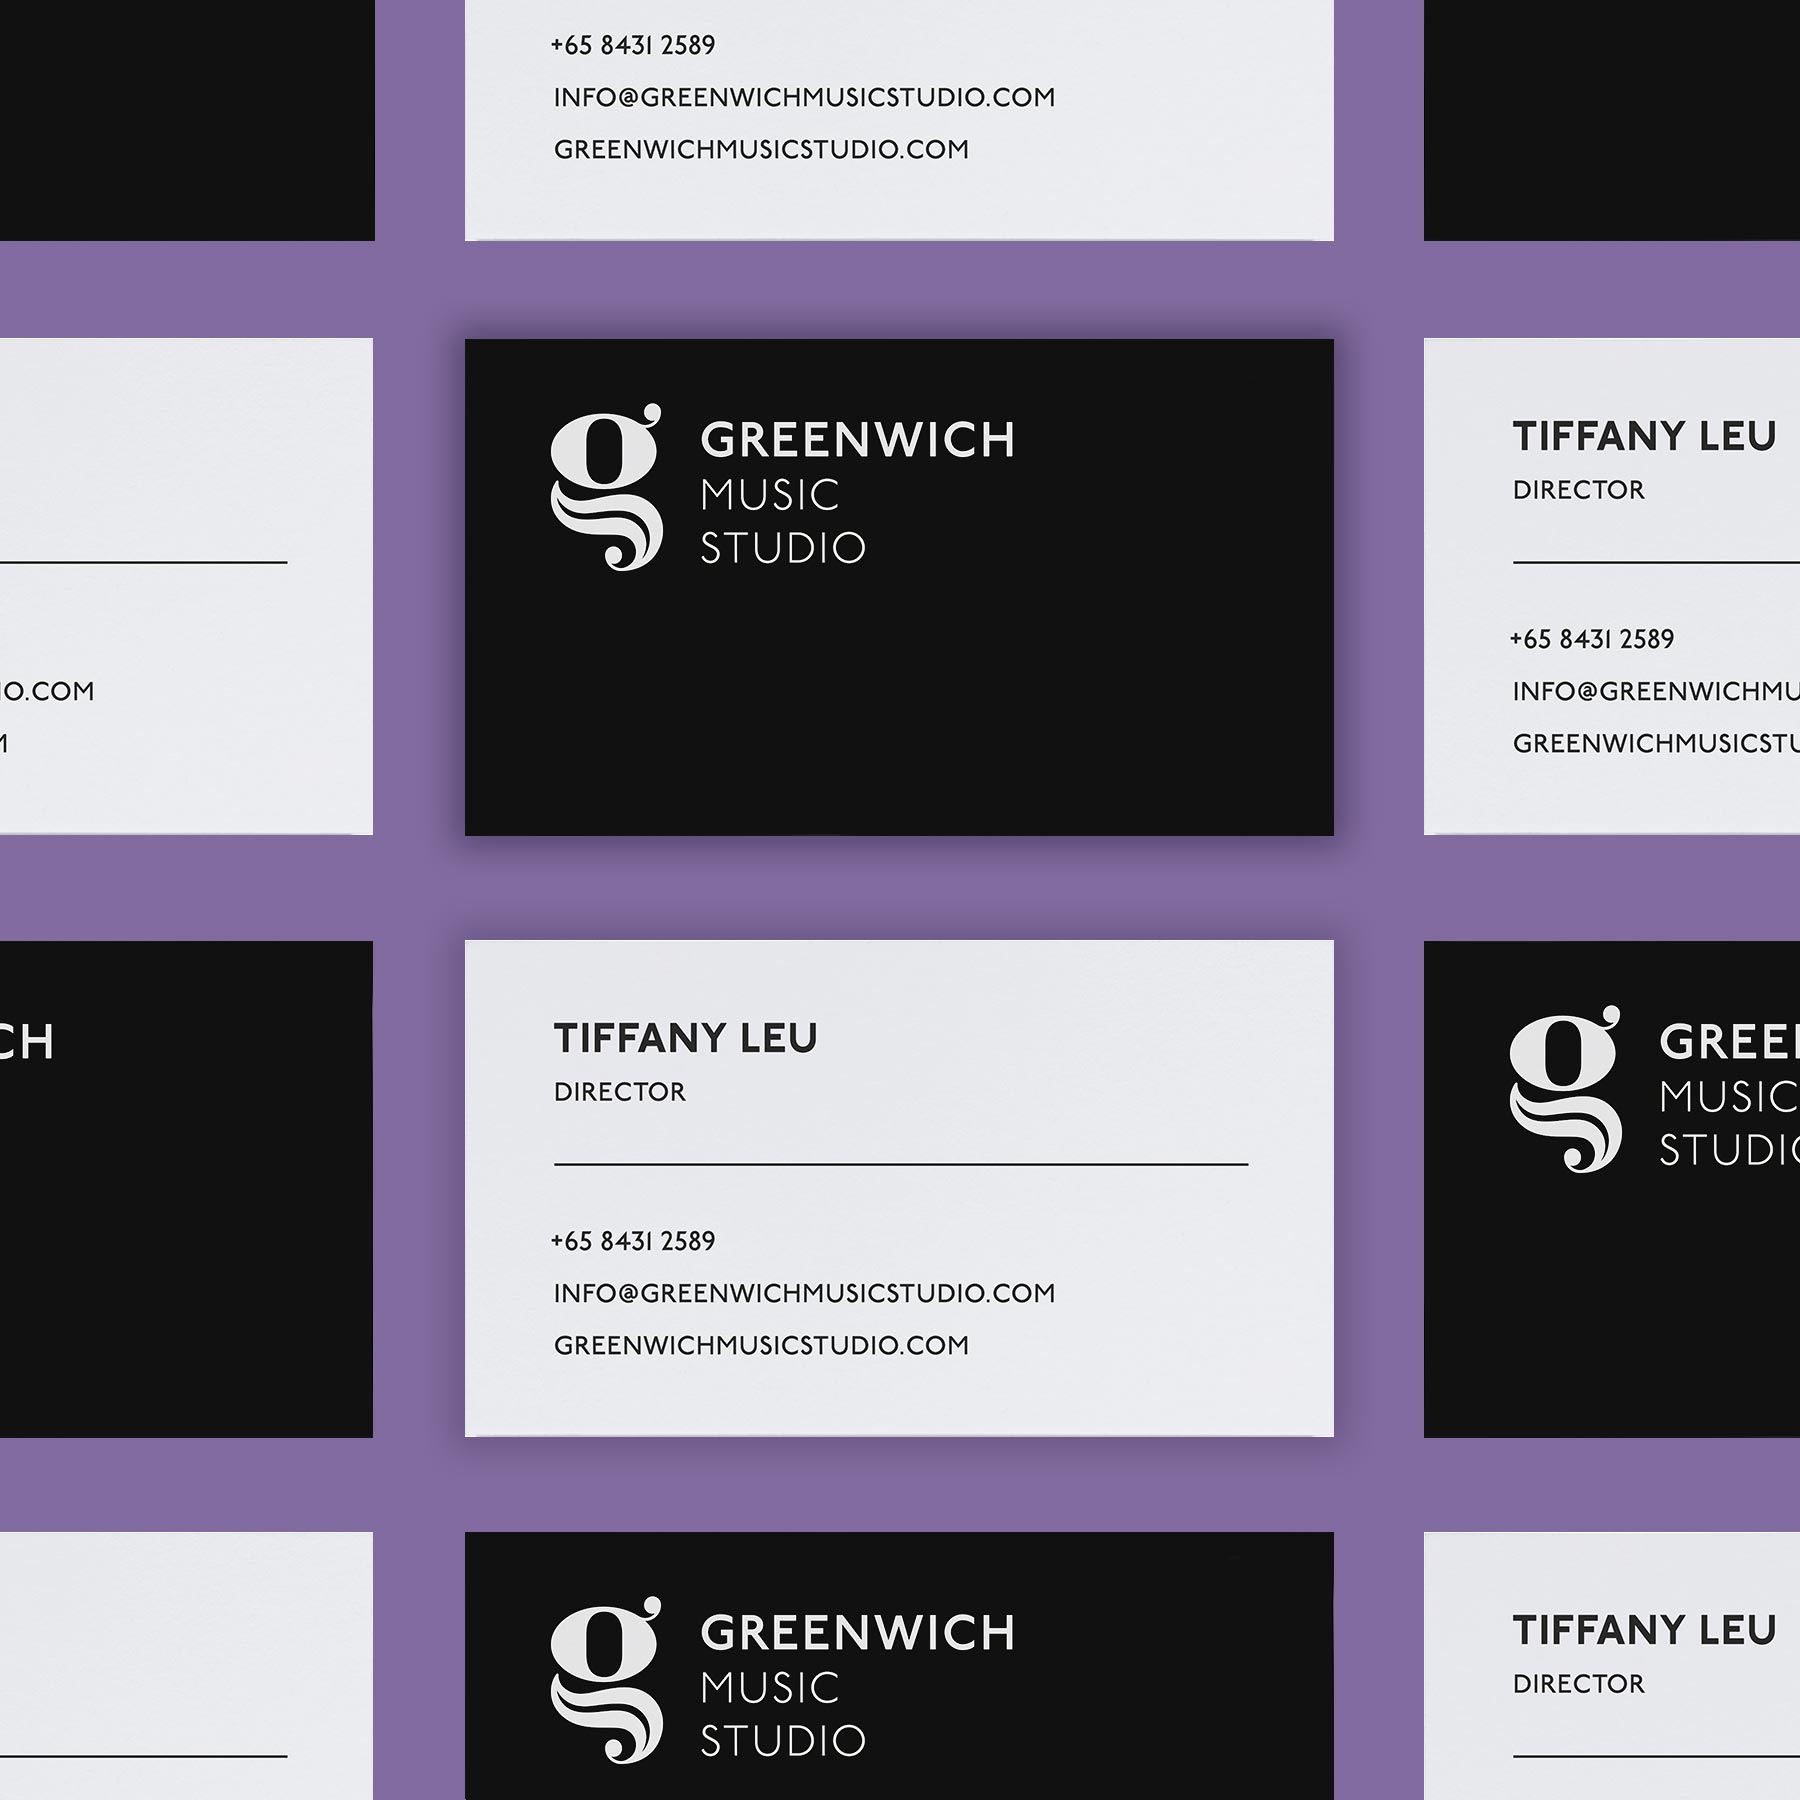 +65 8431 2589
INFO@GREENWICHMUSICSTUDIO.COM
GREENWICHMUSICSTUDIO.COM
IO.COM
M
g GREENWICH
MUSIC
STUDIO
TIFFANY LEU
DIRECTOR
+65 8431 2589
INFO@GREENWICHMU
GREENWICHMUSICSTU
CH
TIFFANY LEU
DIRECTOR
+65 8431 2589
INFO@GREENWICHMUSICSTUDIO.COM
GREENWICHMUSICSTUDIO.COM
g GREE
MUSIC
STUDIO
g GREENWICH
MUSIC
STUDIO
TIFFANY LEU
DIRECTOR